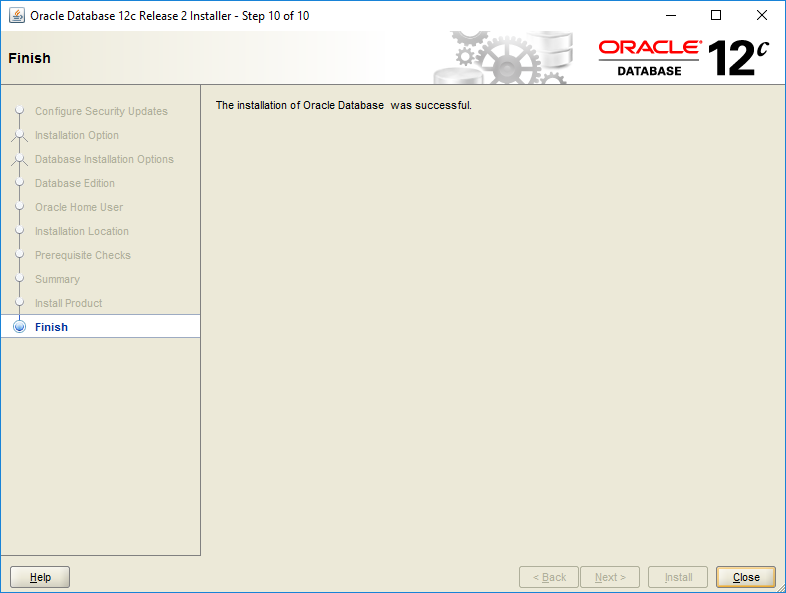 Oracle Database 12c Release 2 Installer - Step 10 of 10
Finish
ORACLE®
DATABASE
12c
Configure Security Updates
Installation Option
Database Installation Options
Database Edition
Oracle Home User
Installation Location
Prerequisite Checks
Summary
Install Product
Finish
The installation of Oracle Database  was successful.
Help
< Back
Next >
Install
Close